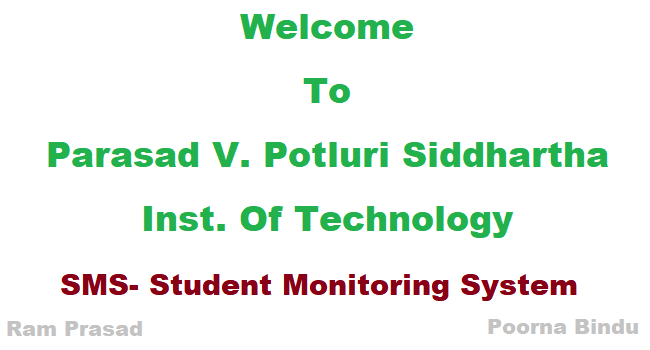 Welcome
To
Parasad V. Potluri Siddhartha
Inst. Of Technology
SMS- Student Monitoring System
Ram Prasad
Poorna Bindu